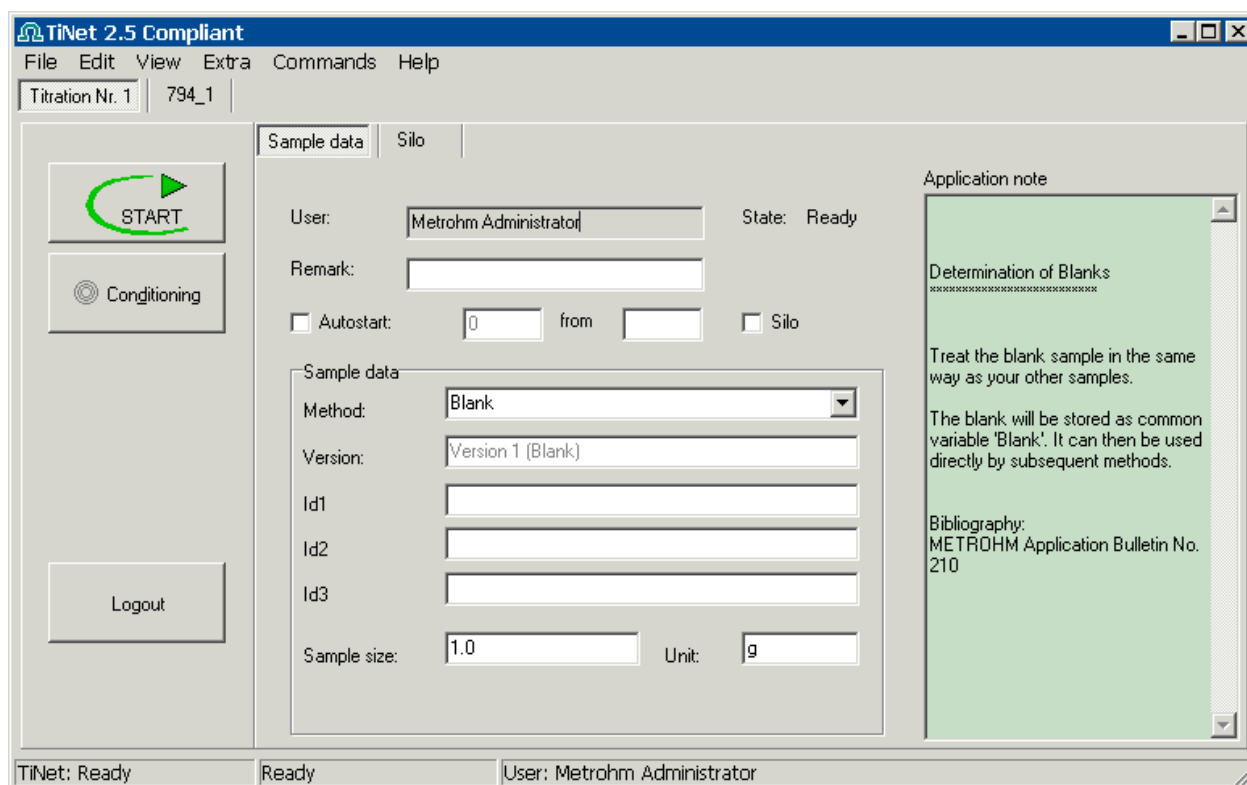 TiNet 2.5 Compliant
File Edit View Extra Commands Help
Titration Nr. 1 794_1
START
Conditioning
Logout
Sample data Silo
User: Metrohm Administrator State: Ready
Remark:
Autostart: 0 from Silo
Sample data
Method: Blank
Version: Version 1 (Blank)
Id1
Id2
Id3
Sample size: 1.0 Unit: g
Application note
Determination of Blanks
**************************
Treat the blank sample in the same
way as your other samples.
The blank will be stored as common
variable 'Blank'. It can then be used
directly by subsequent methods.
Bibliography:
METROHM Application Bulletin No.
210
TiNet: Ready Ready User: Metrohm Administrator